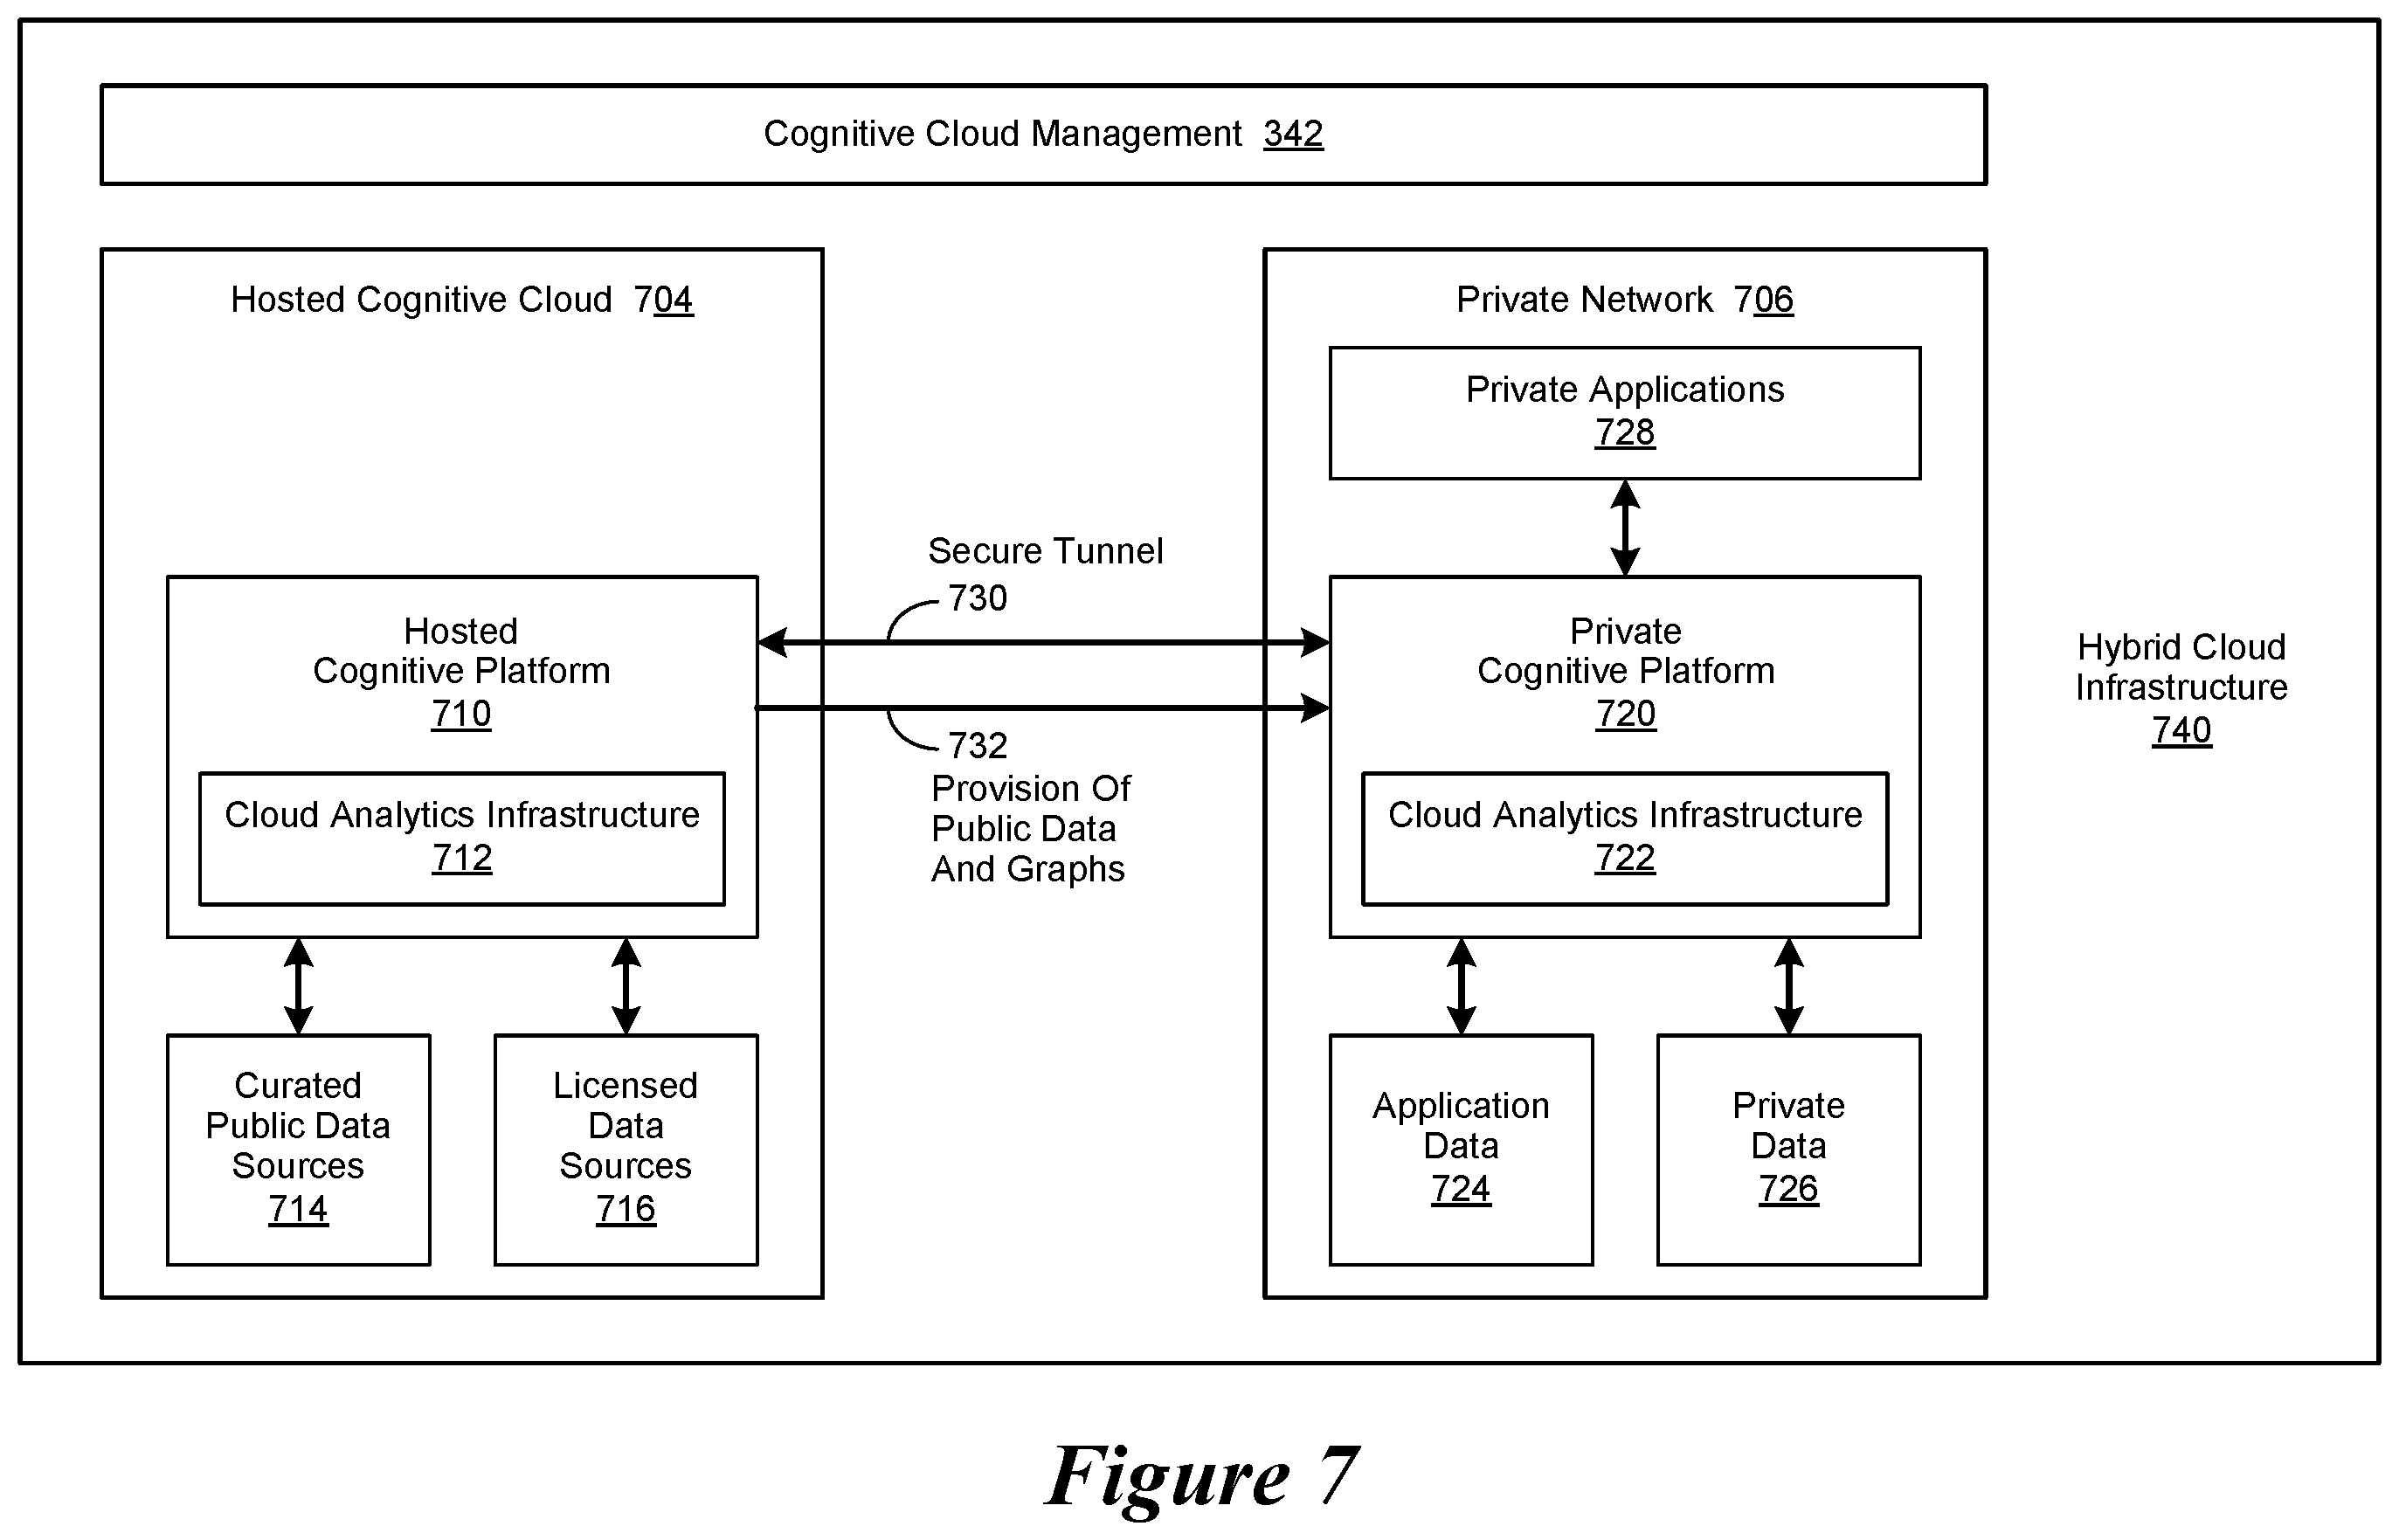 Cognitive Cloud Management 342
Hosted Cognitive Cloud 704
Hosted
Cognitive Platform
710
Cloud Analytics Infrastructure
712
Curated
Public Data
Sources
714
Licensed
Data
Sources
716
Secure Tunnel
730
732
Provision Of
Public Data
And Graphs
Private Network 706
Private Applications
728
Private
Cognitive Platform
720
Cloud Analytics Infrastructure
722
Application
Data
724
Private
Data
726
Hybrid Cloud
Infrastructure
740
Figure 7